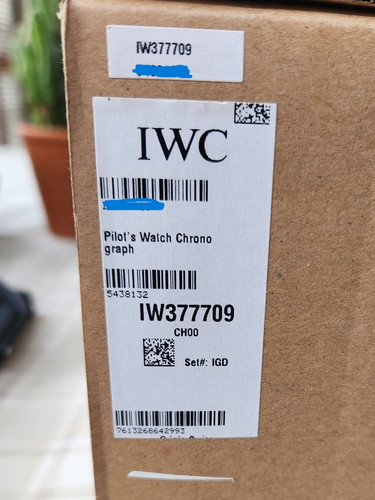 IW377709
IWC
Pilot's Watch Chrono
graph
5438132
IW377709
CH00
Set#: IGD
7613268642993